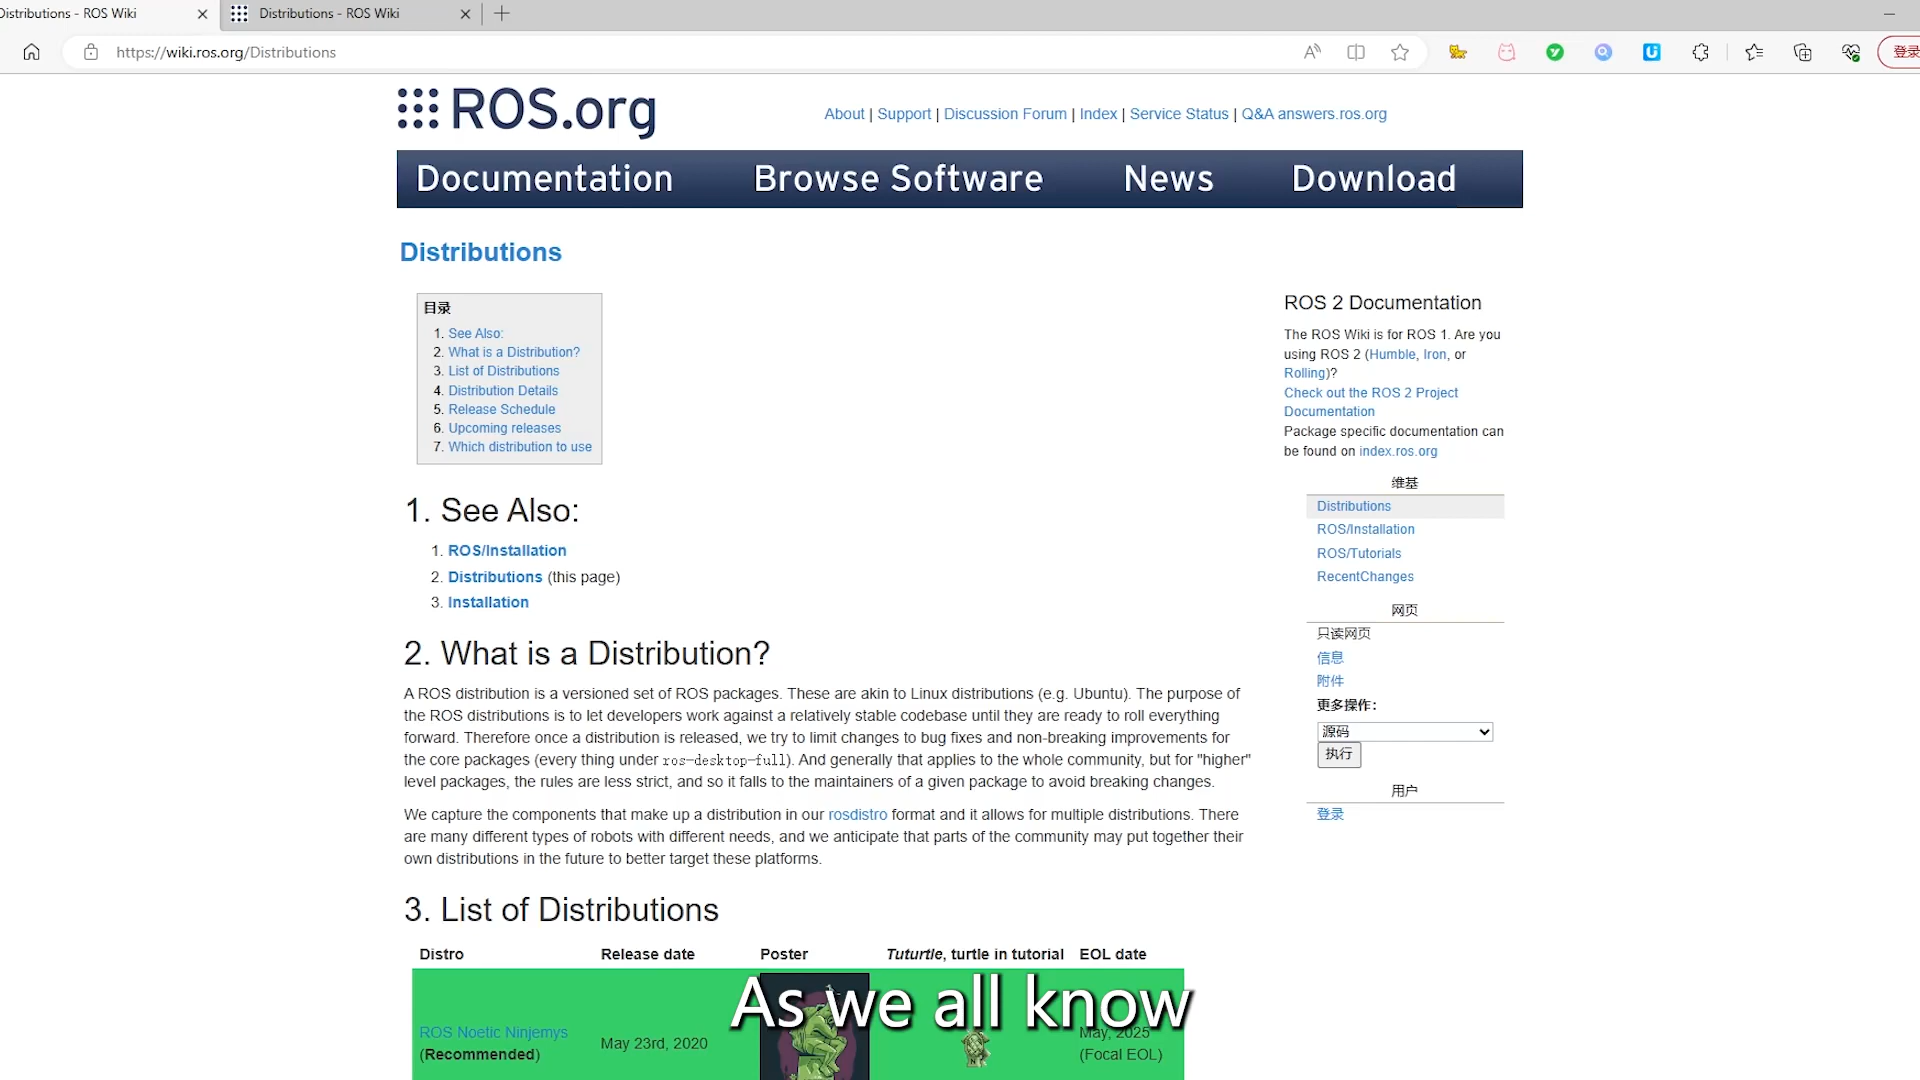 Distributions - ROS Wiki
Distributions - ROS Wiki
https://wiki.ros.org/Distributions
登录
ROS.org
About | Support | Discussion Forum | Index | Service Status | Q&A answers.ros.org
Documentation Browse Software News Download
Distributions
目录
1. See Also:
2. What is a Distribution?
3. List of Distributions
4. Distribution Details
5. Release Schedule
6. Upcoming releases
7. Which distribution to use
1. See Also:
1. ROS/Installation
2. Distributions (this page)
3. Installation
2. What is a Distribution?
A ROS distribution is a versioned set of ROS packages. These are akin to Linux distributions (e.g. Ubuntu). The purpose of
the ROS distributions is to let developers work against a relatively stable codebase until they are ready to roll everything
forward. Therefore once a distribution is released, we try to limit changes to bug fixes and non-breaking improvements for
the core packages (every thing under ros-desktop-full). And generally that applies to the whole community, but for "higher"
level packages, the rules are less strict, and so it falls to the maintainers of a given package to avoid breaking changes.
We capture the components that make up a distribution in our rosdistro format and it allows for multiple distributions. There
are many different types of robots with different needs, and we anticipate that parts of the community may put together their
own distributions in the future to better target these platforms.
3. List of Distributions
Distro Release date Poster Tuturtle, turtle in tutorial EOL date
ROS Noetic Ninjemys
(Recommended)
May 23rd, 2020
May, 2025
(Focal EOL)
As we all know
ROS 2 Documentation
The ROS Wiki is for ROS 1. Are you
using ROS 2 (Humble, Iron, or
Rolling)?
Check out the ROS 2 Project
Documentation
Package specific documentation can
be found on index.ros.org
维基
Distributions
ROS/Installation
ROS/Tutorials
RecentChanges
网页
只读网页
信息
附件
更多操作：
源码
执行
用户
登录